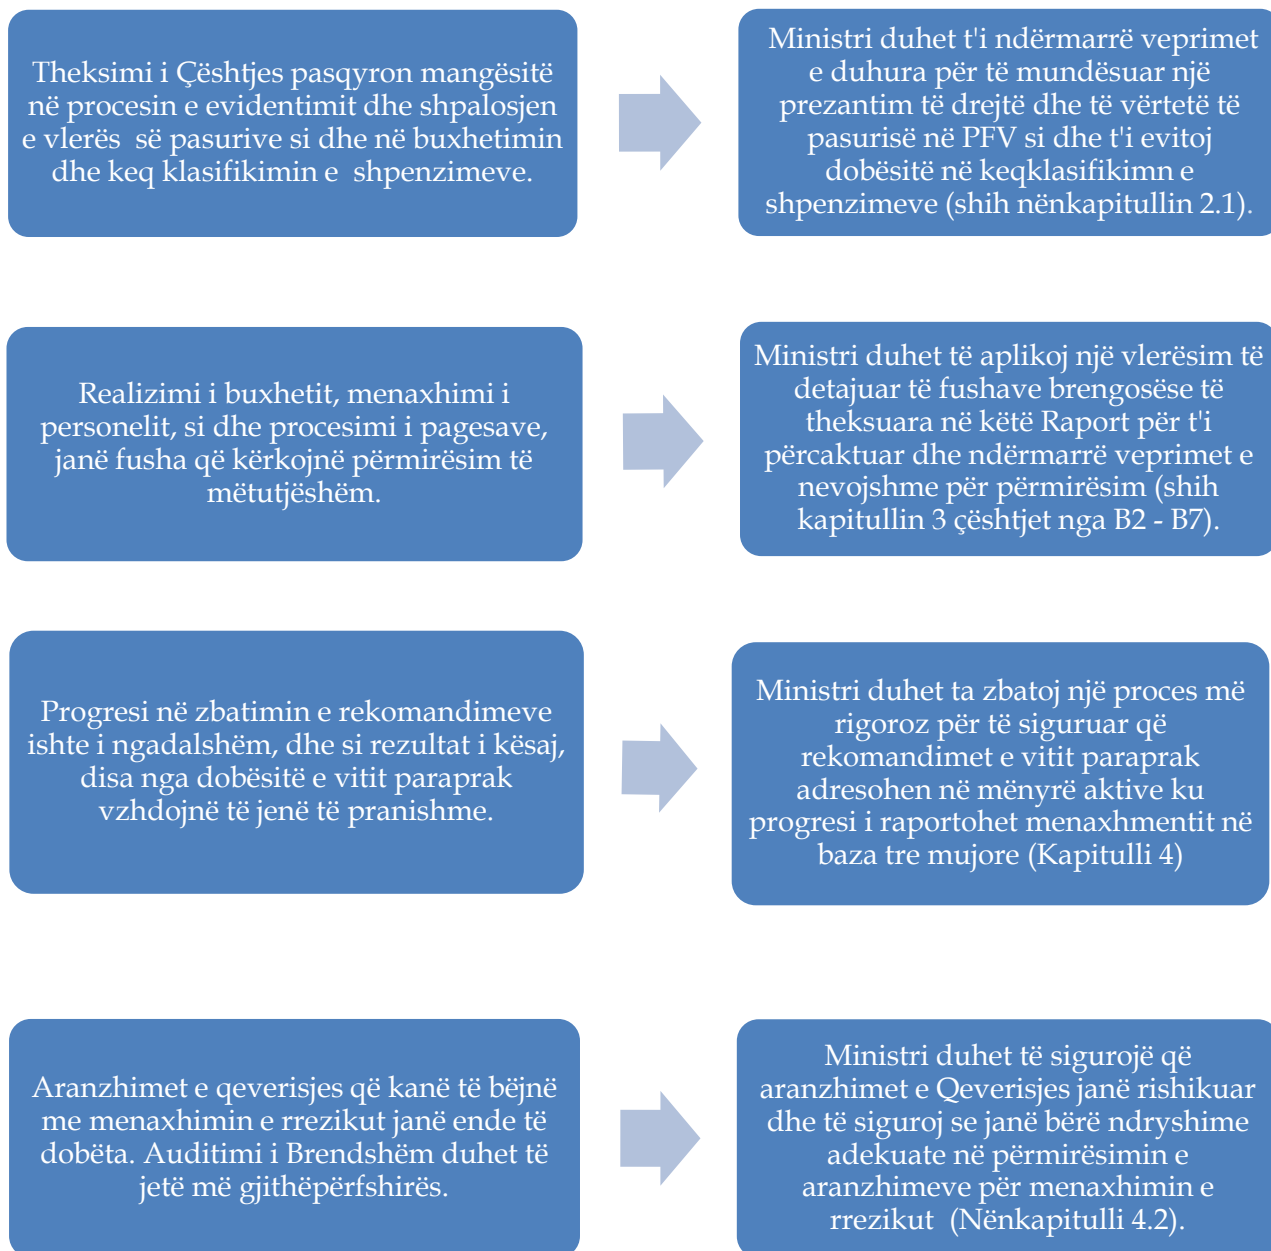 Theksimi i Çështjes pasqyron mangësitë
në procesin e evidentimit dhe shpalosjen
e vlerës  së pasurive si dhe në buxhetimin
dhe keq klasifikimin e  shpenzimeve.
Ministri duhet t'i ndërmarrë veprimet
e duhura për të mundësuar një
prezantim të drejtë dhe të vërtetë të
pasurisë në PFV si dhe t'i evitoj
dobësitë në keqklasifikimn e
shpenzimeve (shih nënkapitullin 2.1).
Realizimi i buxhetit, menaxhimi i
personelit, si dhe procesimi i pagesave,
janë fusha që kërkojnë përmirësim të
mëtutjëshëm.
Ministri duhet të aplikoj një vlerësim të
detajuar të fushave brengosëse të
theksuara në këtë Raport për t'i
përcaktuar dhe ndërmarrë veprimet e
nevojshme për përmirësim (shih
kapitullin 3 çështjet nga B2 - B7).
Progresi në zbatimin e rekomandimeve
ishte i ngadalshëm, dhe si rezultat i kësaj,
disa nga dobësitë e vitit paraprak
vzhdojnë të jenë të pranishme.
Ministri duhet ta zbatoj një proces më
rigoroz për të siguruar që
rekomandimet e vitit paraprak
adresohen në mënyrë aktive ku
progresi i raportohet menaxhmentit në
baza tre mujore (Kapitulli 4)
Aranzhimet e qeverisjes që kanë të bëjnë
me menaxhimin e rrezikut janë ende të
dobëta. Auditimi i Brendshëm duhet të
jetë më gjithëpërfshirës.
Ministri duhet të sigurojë që
aranzhimet e Qeverisjes janë rishikuar
dhe të siguroj se janë bërë ndryshime
adekuate në përmirësimin e
aranzhimeve për menaxhimin e
rrezikut  (Nënkapitulli 4.2).